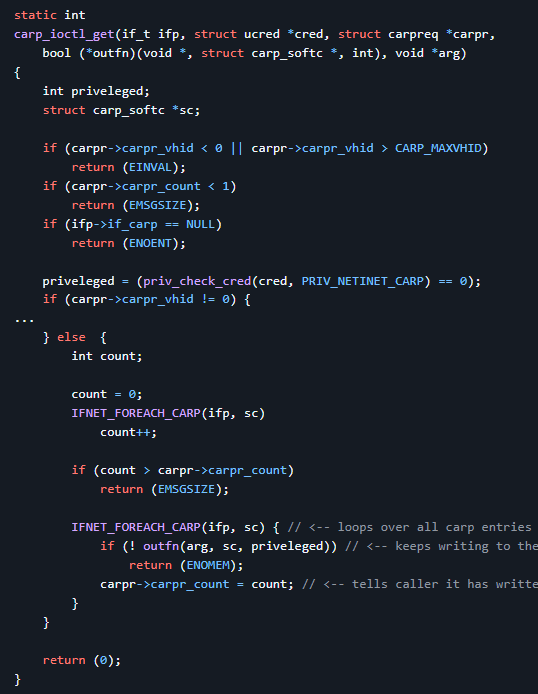 static int
carp_ioctl_get(if_t ifp, struct ucred *cred, struct carpreq *carpr,
    bool (*outfn)(void *, struct carp_softc *, int), void *arg)
{
    int priveleged;
    struct carp_softc *sc;

    if (carpr->carpr_vhid < 0 || carpr->carpr_vhid > CARP_MAXVHID)
        return (EINVAL);
    if (carpr->carpr_count < 1)
        return (EMSGSIZE);
    if (ifp->if_carp == NULL)
        return (ENOENT);

    priveleged = (priv_check_cred(cred, PRIV_NETINET_CARP) == 0);
    if (carpr->carpr_vhid != 0) {
...
    } else  {
        int count;

        count = 0;
        IFNET_FOREACH_CARP(ifp, sc)
            count++;

        if (count > carpr->carpr_count)
            return (EMSGSIZE);

        IFNET_FOREACH_CARP(ifp, sc) { // <-- loops over all carp entries
            if (! outfn(arg, sc, priveleged)) // <-- keeps writing to the
                return (ENOMEM);
            carpr->carpr_count = count; // <-- tells caller it has writte
        }
    }

    return (0);
}